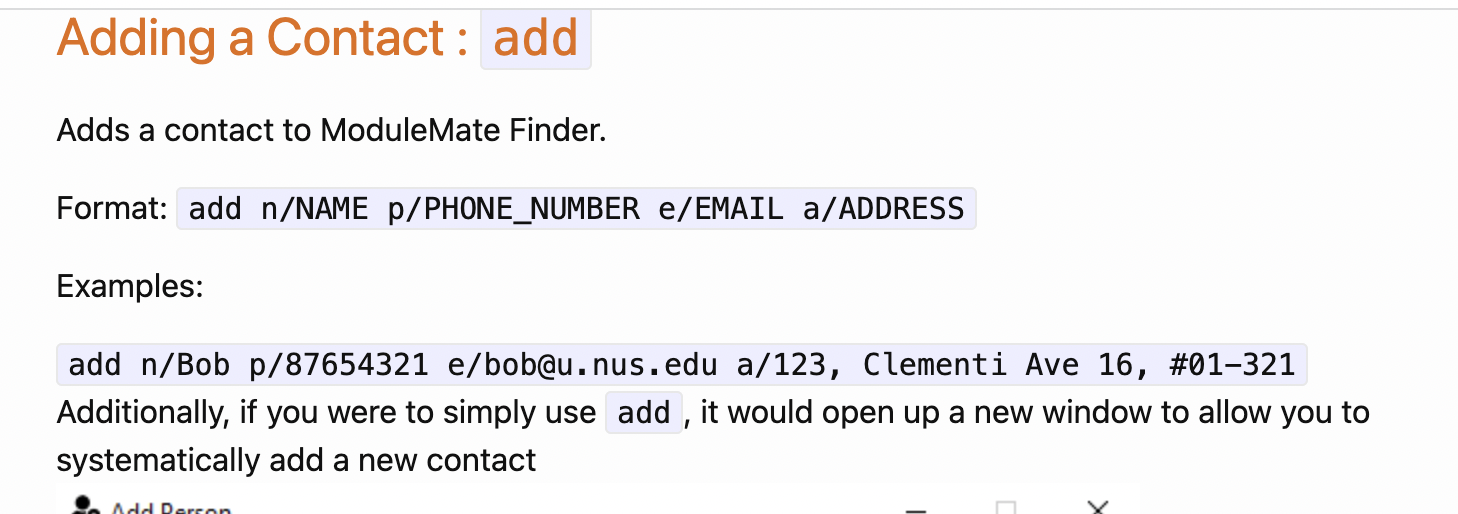 Adding a Contact : add
Adds a contact to ModuleMate Finder.
Format: add n/NAME p/PHONE_NUMBER e/EMAIL a/ADDRESS
Examples:
add n/Bob p/87654321 e/bob@u.nus.edu a/123, Clementi Ave 16, #01-321
Additionally, if you were to simply use add, it would open up a new window to allow you to
systematically add a new contact
Add Person